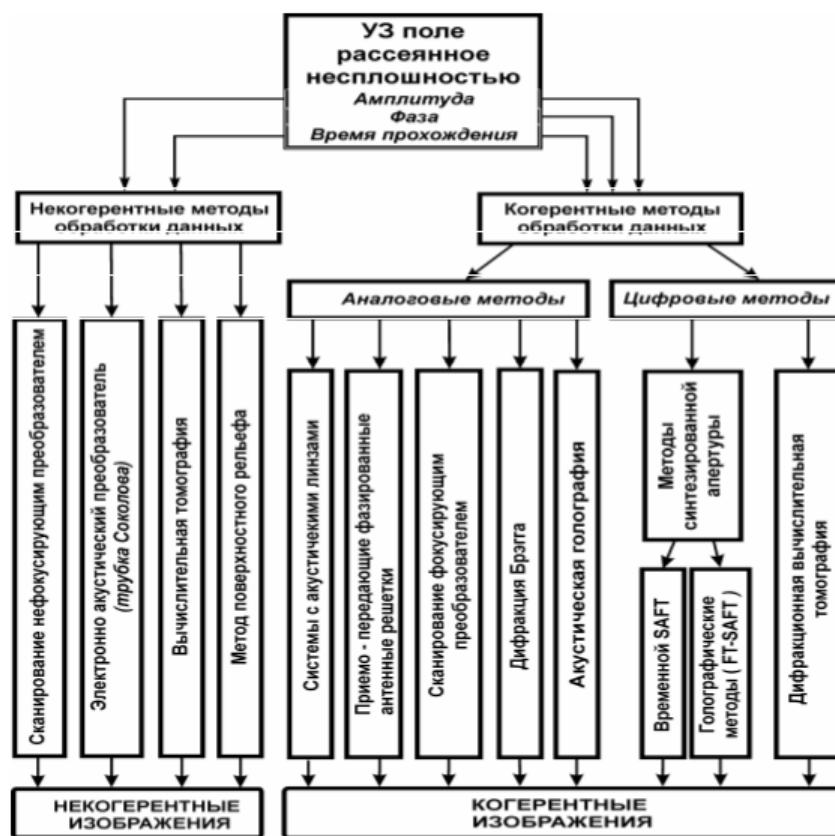 УЗ поле
рассеянное
несплошностью
Амплитуда
Фаза
Время прохождения
Некогерентные методы
обработки данных
Когерентные методы
обработки данных
Аналоговые методы
Цифровые методы
Сканирование нефокусирующим преобразователем
Электронно акустический преобразователь
(трубка Соколова)
Вычислительная томография
Метод поверхностного рельефа
Системы с акустичекими линзами
Приемо - передающие фазированные
антенные решетки
Сканирование фокусирующим
преобразователем
Дифракция Брэгга
Акустическая голография
Методы
синтезированной
апертуры
Временной SAFT
Голографические
методы ( FT-SAFT )
Дифракционная вычислительная
томография
НЕКОГЕРЕНТНЫЕ
ИЗОБРАЖЕНИЯ
КОГЕРЕНТНЫЕ
ИЗОБРАЖЕНИЯ